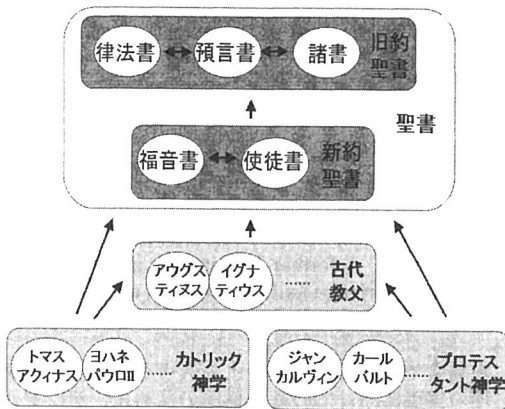 律法書 預言書 諸書 旧約
聖書
聖書
福音書 使徒書 新約
聖書
アウグス
ティヌス
イグナ
ティウス
……
古代
教父
トマス
アクィナス
ヨハネ
パウロII
……
カトリック
神学
ジャン
カルヴィン
カール
バルト
……
プロテス
タント神学